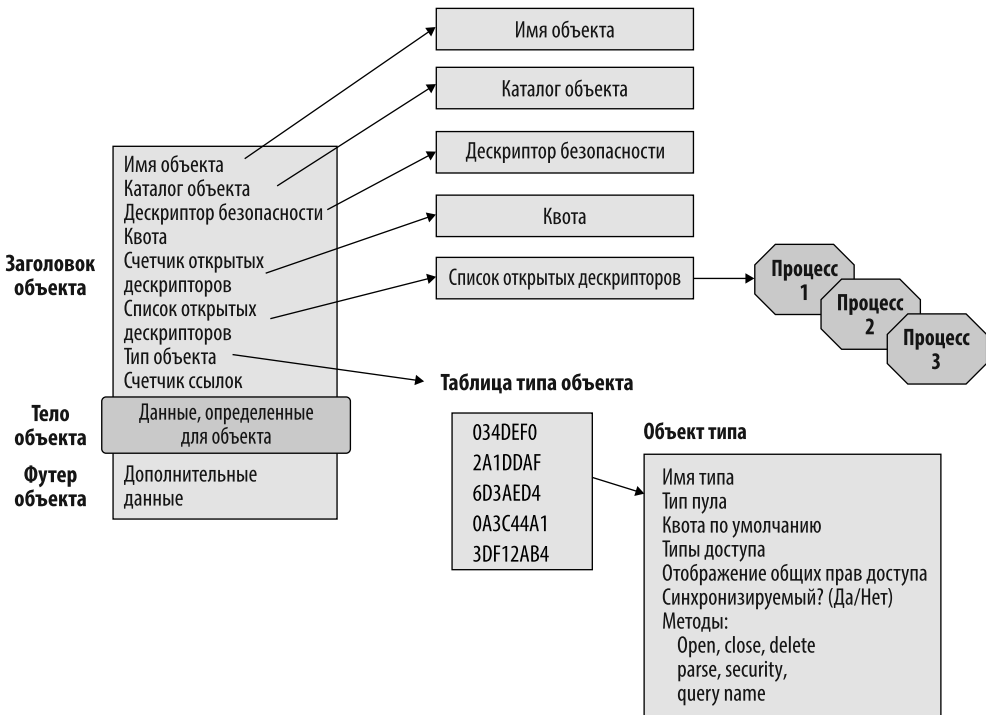 Имя объекта
Каталог объекта
Дескриптор безопасности
Квота
Список открытых дескрипторов
Процесс
1
Процесс
2
Процесс
3
Заголовок
объекта
Имя объекта
Каталог объекта
Дескриптор безопасности
Квота
Счетчик открытых
дескрипторов
Список открытых
дескрипторов
Тип объекта
Счетчик ссылок
Тело
объекта
Данные, определенные
для объекта
Футер
объекта
Дополнительные
данные
Таблица типа объекта
034DEF0
2A1DDAF
6D3AED4
0A3C44A1
3DF12AB4
Объект типа
Имя типа
Тип пула
Квота по умолчанию
Типы доступа
Отображение общих прав доступа
Синхронизируемый? (Да/Нет)
Методы:
Open, close, delete
parse, security,
query name